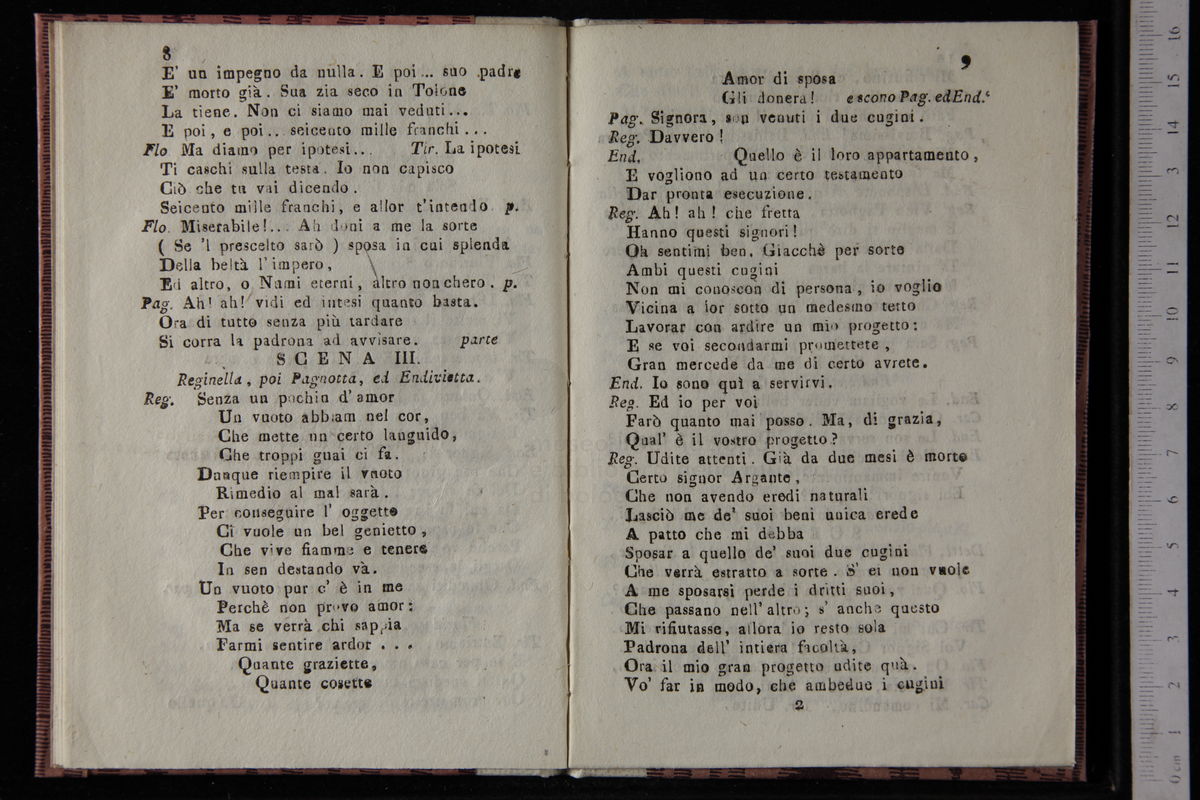 8
E' un impegno da nulla. E poi... suo padre
E' morto già. Sua zia seco in Tolone
La tiene. Non ci siamo mai veduti...
E poi, e poi... seicento mille franchi...
Flo. Ma diamo per ipotesi... Tir. La ipotesi
Ti caschi sulla testa. Io non capisco
Ciò che tu vai dicendo.
Seicento mille franchi, e allor t'intendo. p.
Flo. Miserabile!... Ah doni a me la sorte
( Se 'l prescelto sarò ) sposa in cui splenda
Della beltà l'impero,
Ed altro, o Numi eterni, altro non chero. p.
Pag. Ah! ah! vidi ed intesi quanto basta.
Ora di tutto senza più tardare
Si corra la padrona ad avvisare. parte
SCENA III.
Reginella, poi Pagnotta, ed Endivietta.
Reg. Senza un pochin d'amor
Un vuoto abbiam nel cor,
Che mette un certo languido,
Che troppi guai ci fa.
Dunque riempire il vuoto
Rimedio al mal sarà.
Per conseguire l' oggetto
Ci vuole un bel genietto,
Che vive fiamme e tenere
In sen destando và.
Un vuoto pur c' è in me
Perchè non provo amor:
Ma se verrà chi sappia
Farmi sentire ardor...
Quante graziette,
Quante cosette
9
Amor di sposa
Gli donera! escono Pag. ed End.
Pag. Signora, son venuti i due cugini.
Reg. Davvero!
End. Quello è il loro appartamento,
E vogliono ad un certo testamento
Dar pronta esecuzione.
Reg. Ah! ah! che fretta
Hanno questi signori!
Oh sentimi ben. Giacchè per sorte
Ambi questi cugini
Non mi conoscon di persona, io voglio
Vicina a lor sotto un medesmo tetto
Lavorar con ardire un mio progetto:
E se voi secondarmi promettete,
Gran mercede da me di certo avrete.
End. Io sono quì a servirvi.
Reg. Ed io per voi
Farò quanto mai posso. Ma, di grazia,
Qual' è il vostro progetto?
Reg. Udite attenti. Già da due mesi è morto
Certo signor Argante,
Che non avendo eredi naturali
Lasciò me de' suoi beni unica erede
A patto che mi debba
Sposar a quello de' suoi due cugini
Che verrà estratto a sorte. S' ei non vuole
A me sposarsi perde i dritti suoi,
Che passano nell' altro; s' anche questo
Mi rifiutasse, allora io resto sola
Padrona dell' intiera facoltà,
Ora il mio gran progetto udite quà.
Vo' far in modo, che ambedue i cugini
2